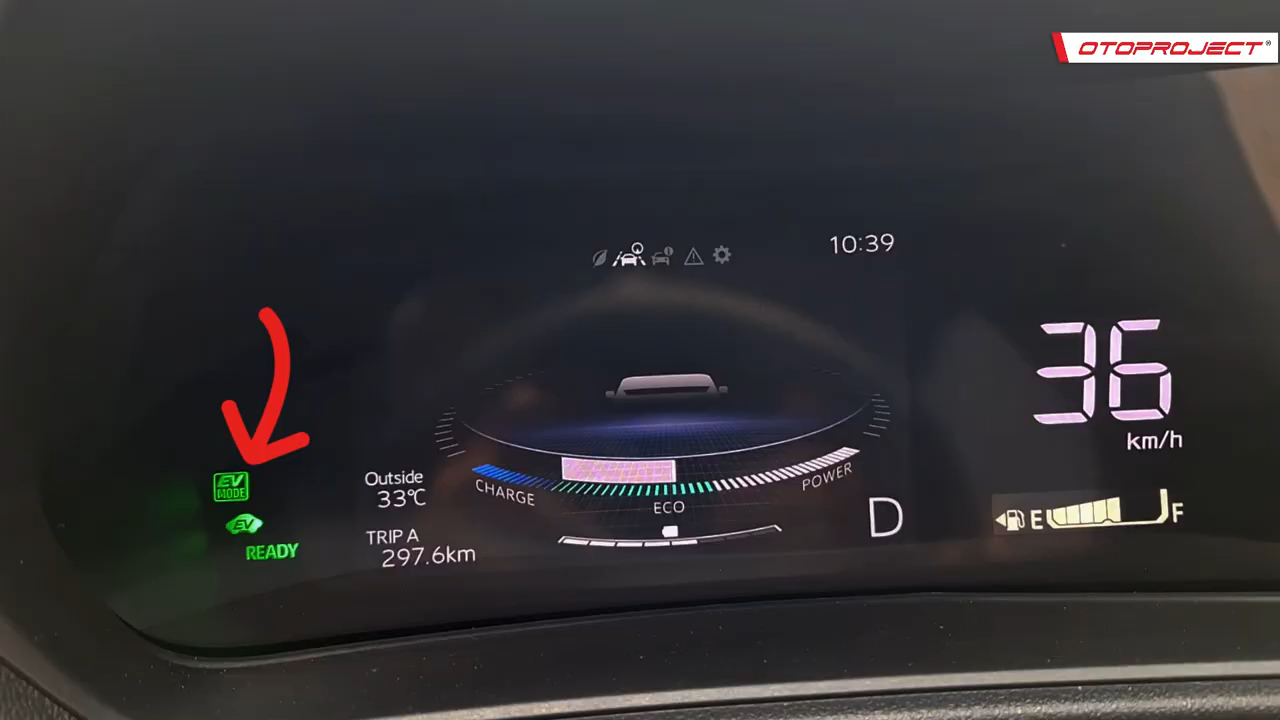 OTOPROJECT®
10:39
36
km/h
EV
MODE
EV
READY
Outside
33℃
TRIP A
297.6km
CHARGE
ECO
POWER
D
E
F